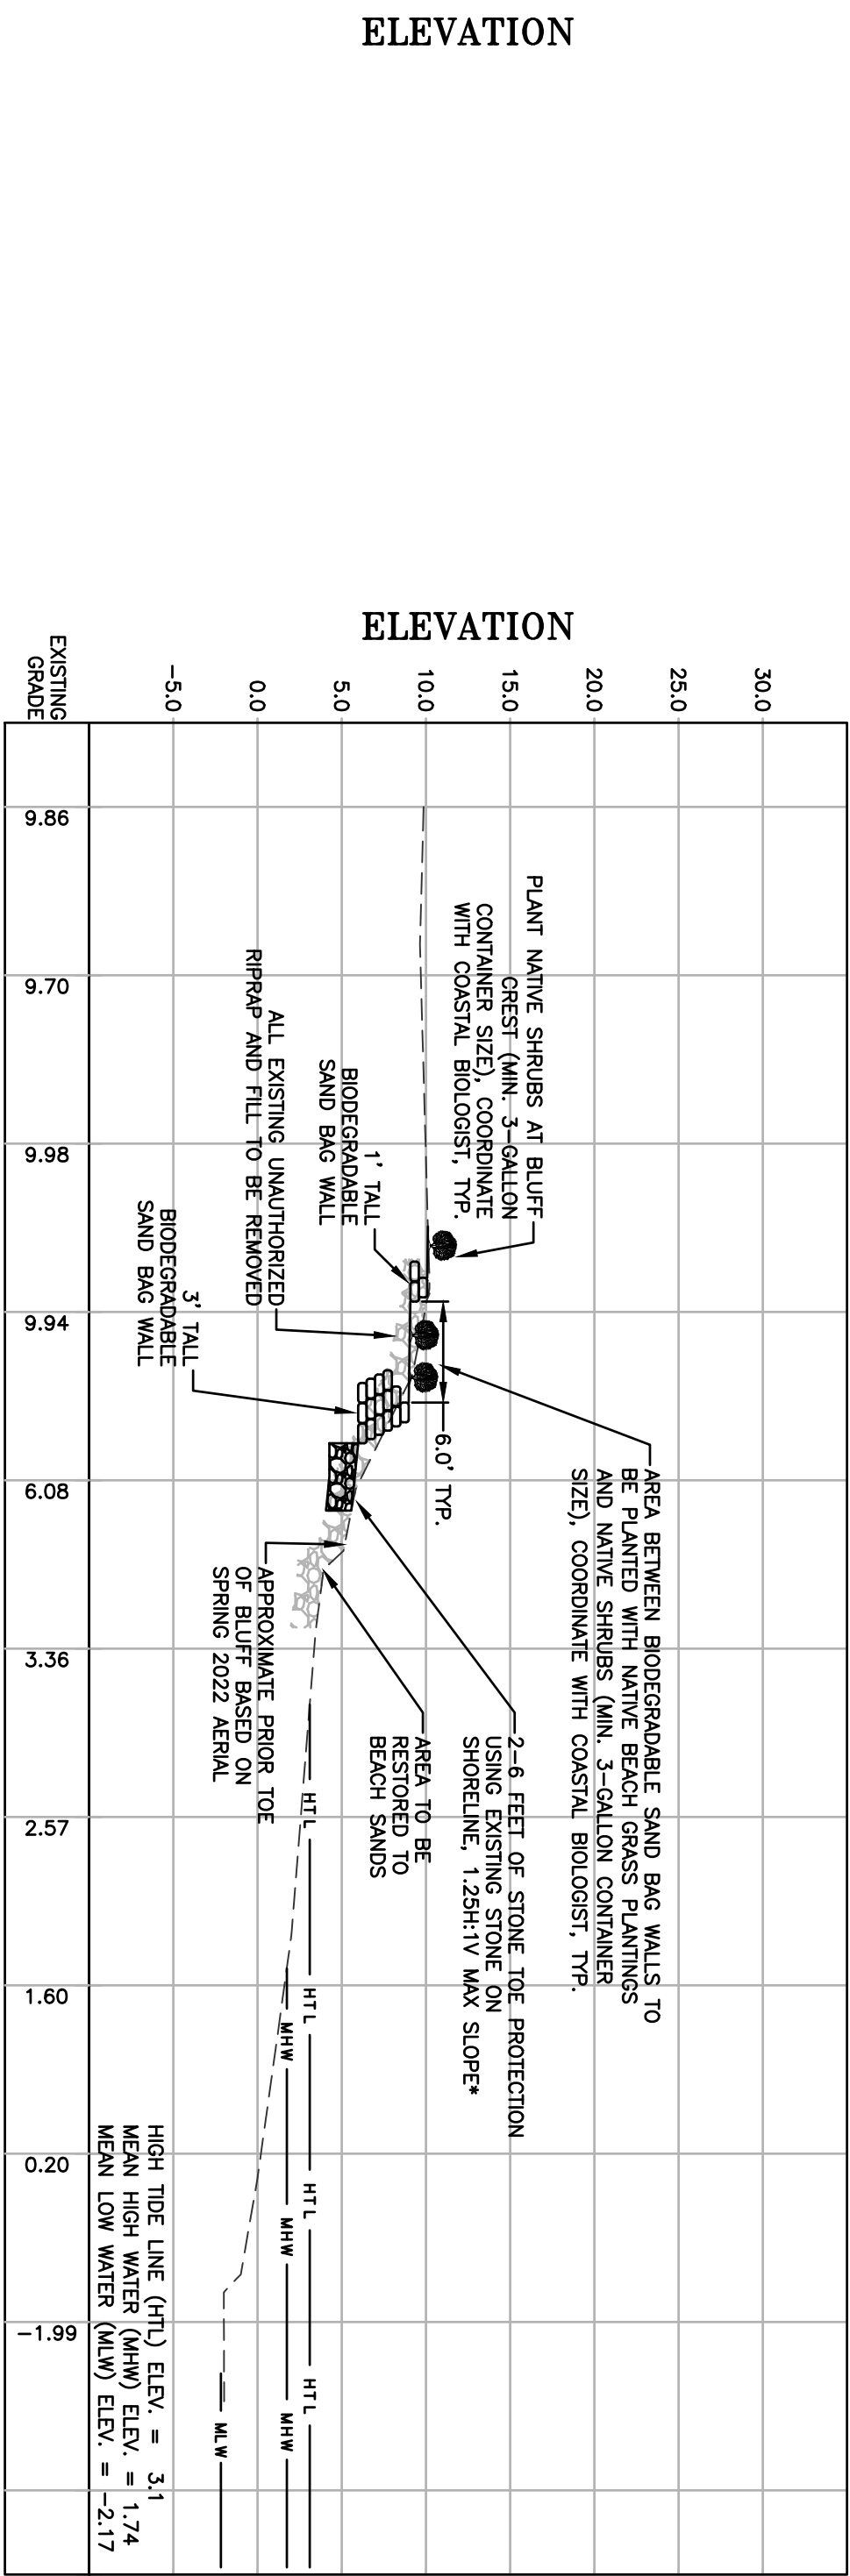 ELEVATION
ELEVATION
30.0
25.0
20.0
15.0
10.0
5.0
0.0
-5.0
EXISTING
GRADE
9.86
9.70
9.98
9.94
6.08
3.36
2.57
1.60
0.20
-1.99
PLANT NATIVE SHRUBS AT BLUFF
CREST (MIN. 3-GALLON
CONTAINER SIZE), COORDINATE
WITH COASTAL BIOLOGIST, TYP.
1' TALL
BIODEGRADABLE
SAND BAG WALL
ALL EXISTING UNAUTHORIZED
RIPRAP AND FILL TO BE REMOVED
3' TALL
BIODEGRADABLE
SAND BAG WALL
6.0' TYP.
AREA BETWEEN BIODEGRADABLE SAND BAG WALLS TO
BE PLANTED WITH NATIVE BEACH GRASS PLANTINGS
AND NATIVE SHRUBS (MIN. 3-GALLON CONTAINER
SIZE), COORDINATE WITH COASTAL BIOLOGIST, TYP.
2-6 FEET OF STONE TOE PROTECTION
USING EXISTING STONE ON
SHORELINE, 1.25H:1V MAX SLOPE*
AREA TO BE
RESTORED TO
BEACH SANDS
APPROXIMATE PRIOR TOE
OF BLUFF BASED ON
SPRING 2022 AERIAL
HTL
HTL
HTL
HTL
MHW
MHW
MHW
MLW
HIGH TIDE LINE (HTL) ELEV. = 3.1
MEAN HIGH WATER (MHW) ELEV. = 1.74
MEAN LOW WATER (MLW) ELEV. = -2.17